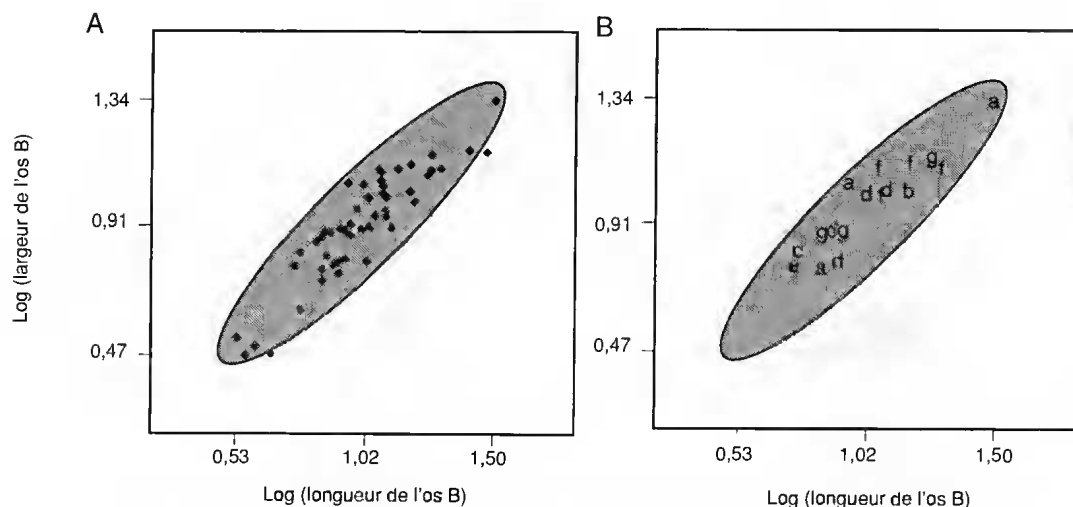 A
B
Log (largeur de l'os B)
1,34
0,91
0,47
0,53 1,02 1,50
Log (longueur de l'os B)
1,34
0,91
0,47
a
g
f f f
a
d d b
g g
c
e a d
0,53 1,02 1,50
Log (longueur de l'os B)